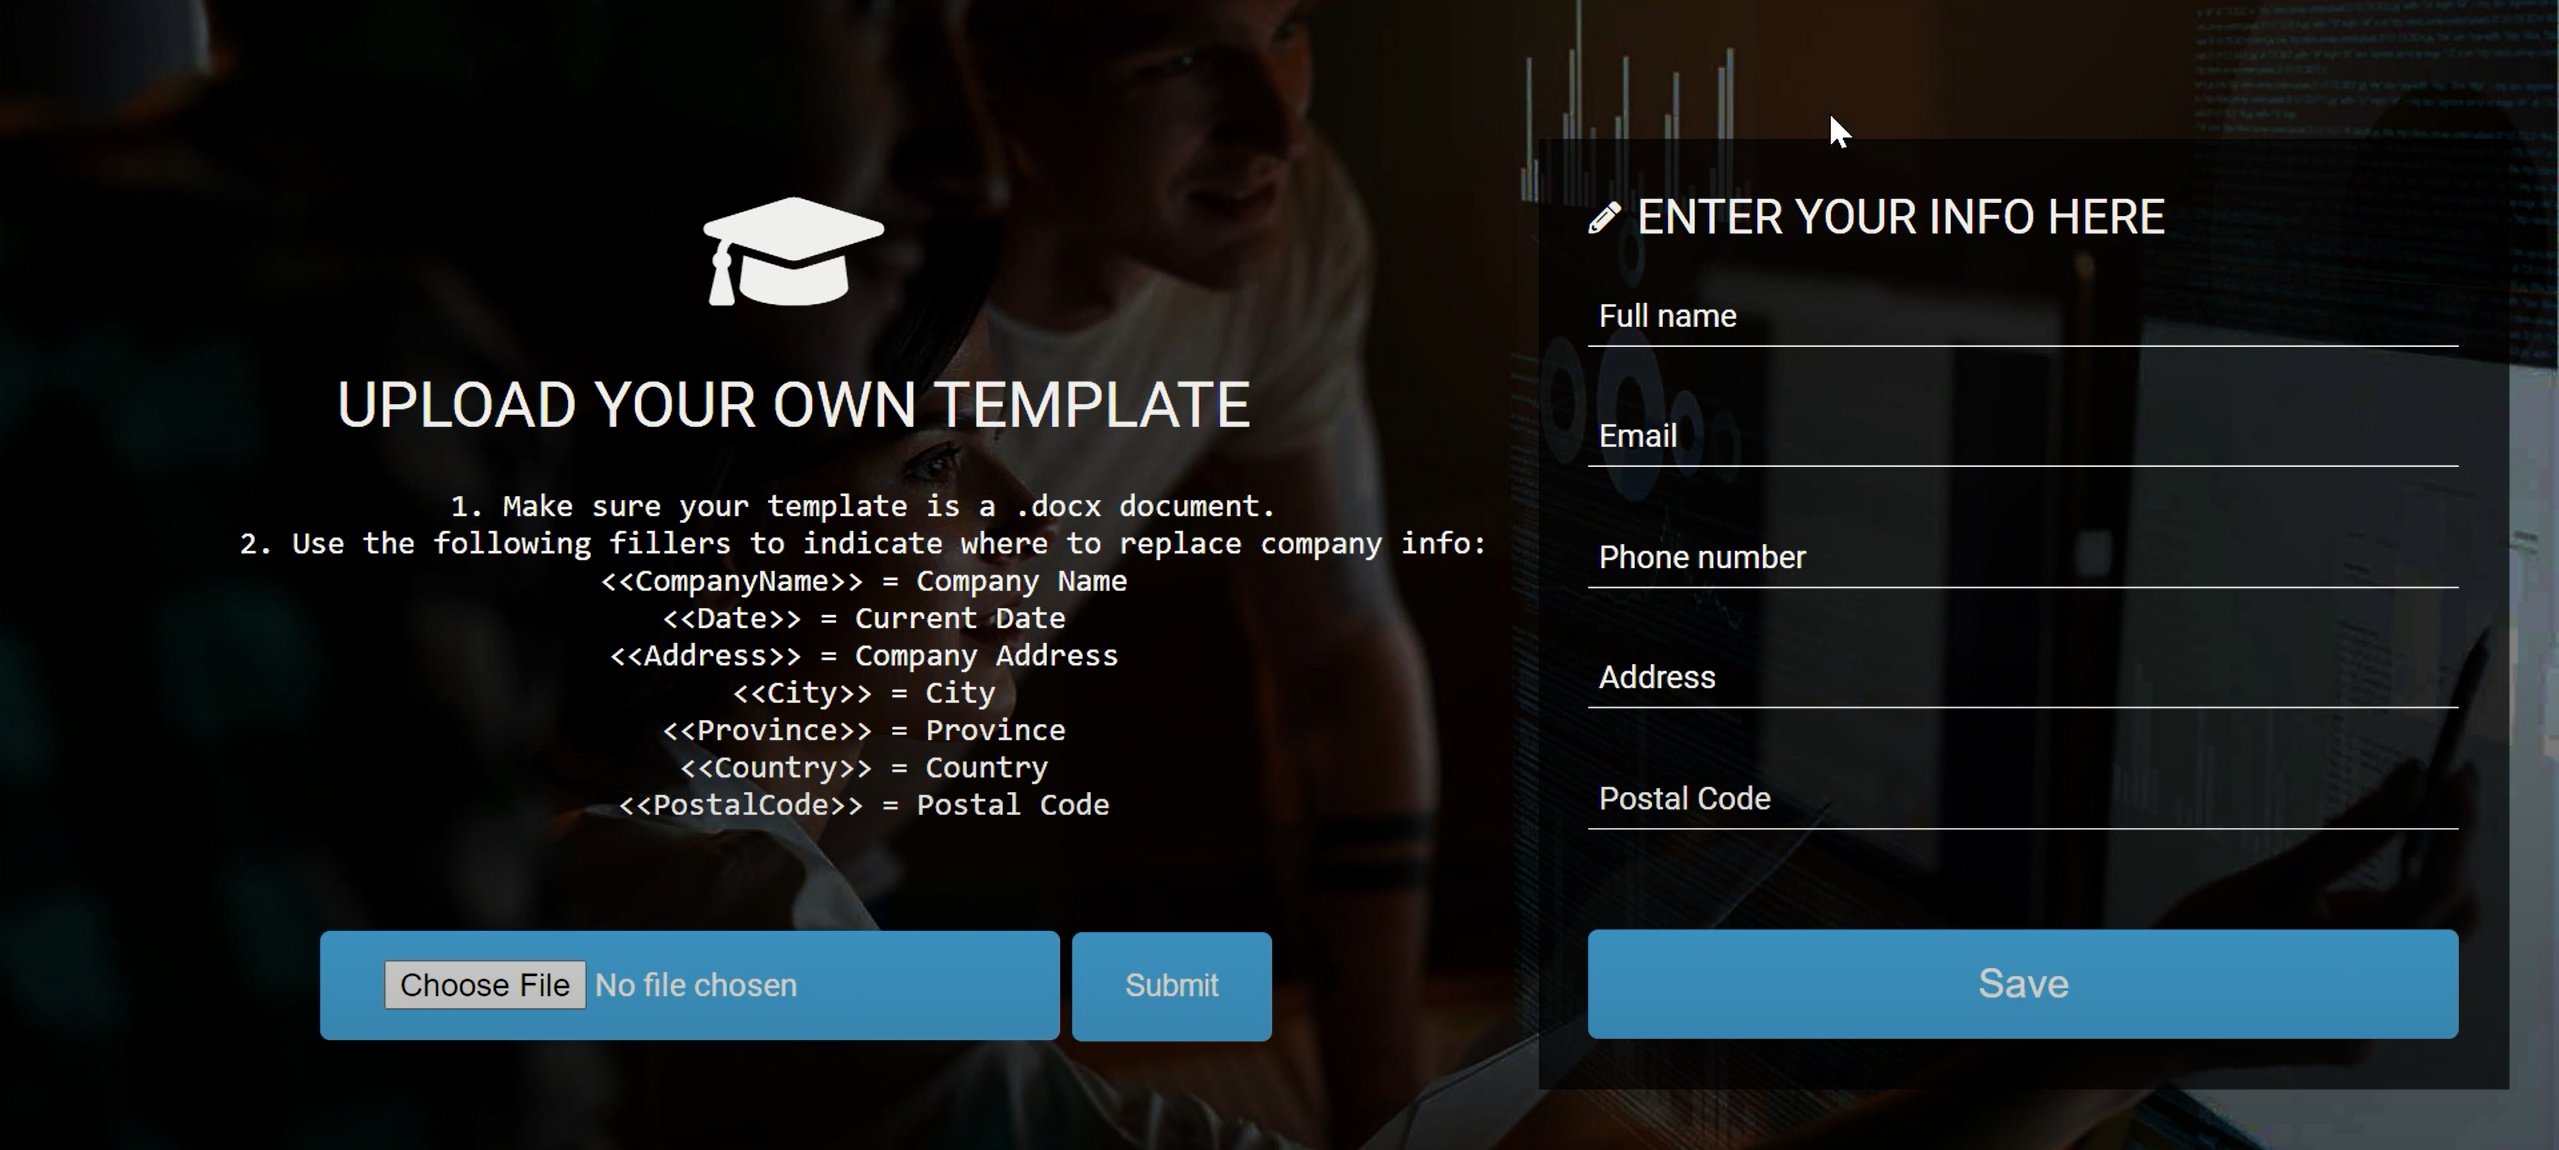 UPLOAD YOUR OWN TEMPLATE
1. Make sure your template is a .docx document.
2. Use the following fillers to indicate where to replace company info:
<<CompanyName>> = Company Name
<<Date>> = Current Date
<<Address>> = Company Address
<<City>> = City
<<Province>> = Province
<<Country>> = Country
<<PostalCode>> = Postal Code
Choose File No file chosen
Submit
ENTER YOUR INFO HERE
Full name
Email
Phone number
Address
Postal Code
Save